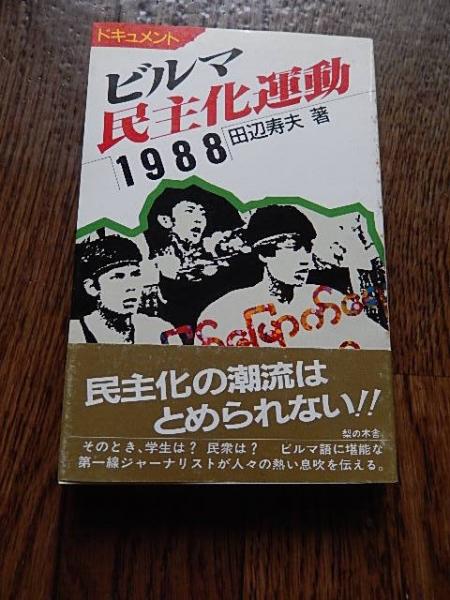 ドキュメント
ビルマ
民主化運動
1988
田辺寿夫 著
民主化の潮流は
とめられない!!
梨の木舎
そのとき、学生は? 民衆は? ビルマ語に堪能な
第一線ジャーナリストが人々の熱い息吹を伝える。